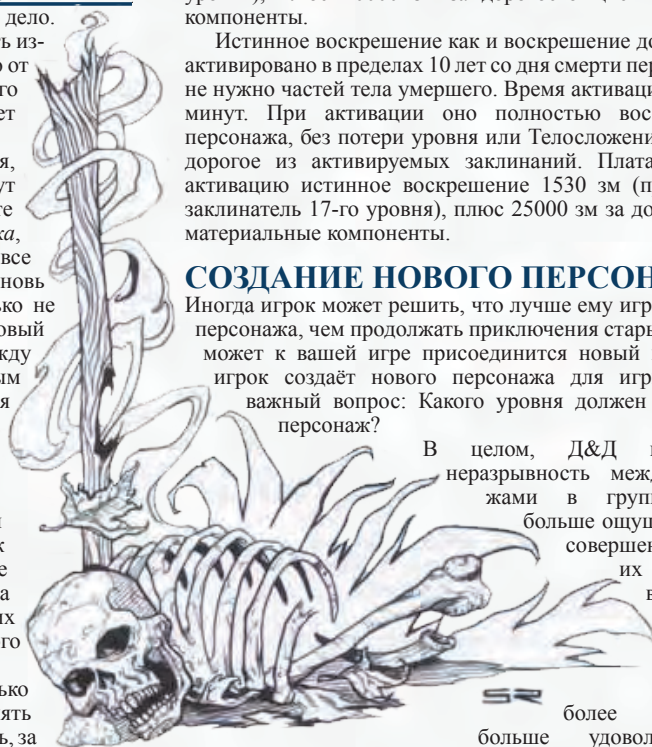 дело.
ть из-
о от
го
ет
я,
ут
те
ка,
все
новь
ько не
овый
жду
ым
я
й
к
е
а
их
ого
ько
ять
ь, за
компоненты.
Истинное воскрешение как и воскрешение до
активировано в пределах 10 лет со дня смерти пер
не нужно частей тела умершего. Время активаци
минут. При активации оно полностью вос
персонажа, без потери уровня или Телосложени
дорогое из активируемых заклинаний. Плата
активацию истинное воскрешение 1530 зм (п
заклинатель 17-го уровня), плюс 25000 зм за до
материальные компоненты.
СОЗДАНИЕ НОВОГО ПЕРСОН
Иногда игрок может решить, что лучше ему игр
персонажа, чем продолжать приключения стары
может к вашей игре присоединится новый
игрок создаёт нового персонажа для игр
важный вопрос: Какого уровня должен
персонаж?
В целом, Д&Д п
неразрывность межд
жами в групп
больше ощущ
совершен
их
в
более
больше удовол
SR